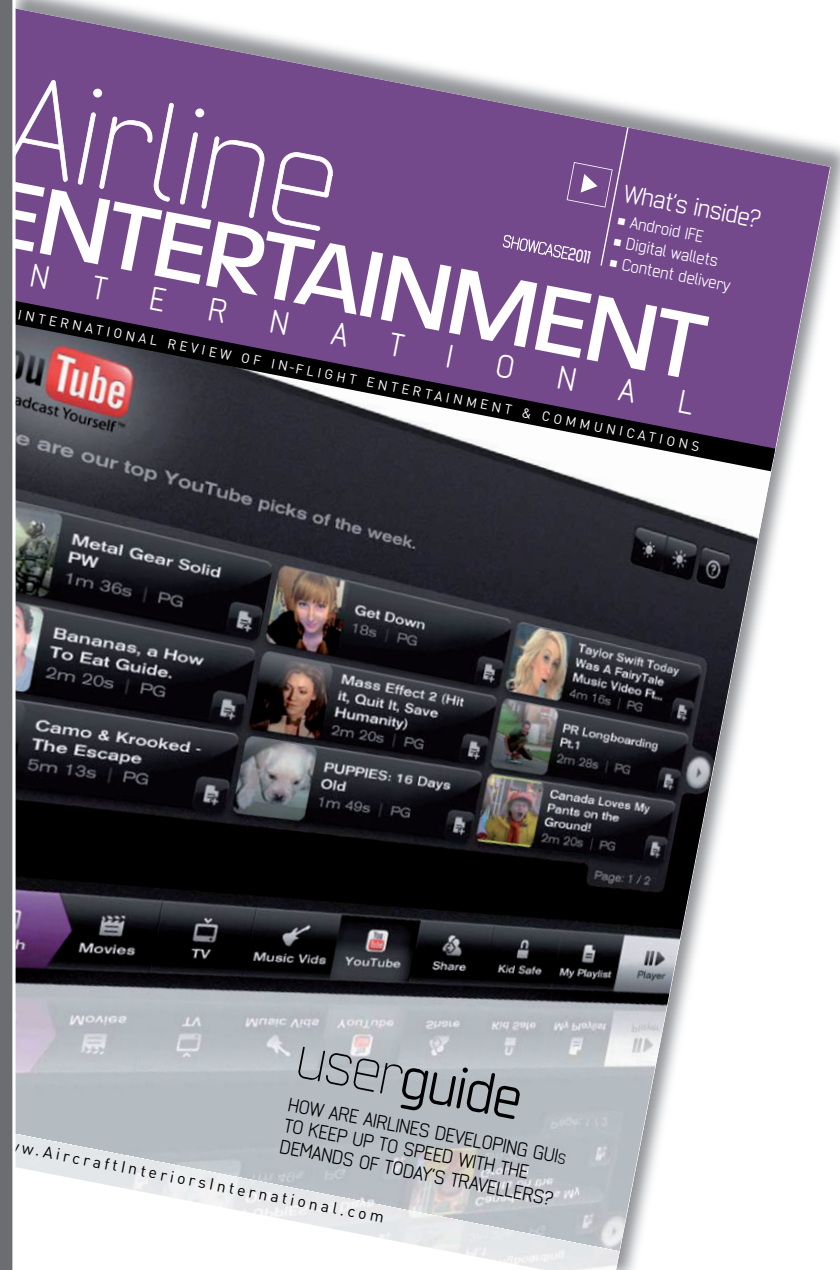 Airline
ENTERTAINMENT
INTERNATIONAL
SHOWCASE2011
What's inside?
■ Android IFE
■ Digital wallets
■ Content delivery
INTERNATIONAL REVIEW OF IN-FLIGHT ENTERTAINMENT & COMMUNICATIONS
ou Tube
adcast Yourself™
e are our top YouTube picks of the week.
Metal Gear Solid
PW
1m 36s | PG
Get Down
18s | PG
Taylor Swift Today
Was A FairyTale
Music Video Ft...
4m 16s | PG
Bananas, a How
To Eat Guide.
2m 20s | PG
Mass Effect 2 (Hit
it, Quit It, Save
Humanity)
2m 20s | PG
PR Longboarding
Pt.1
2m 28s | PG
Camo & Krooked -
The Escape
5m 13s | PG
PUPPIES: 16 Days
Old
1m 49s | PG
Canada Loves My
Pants on the
Ground!
2m 20s | PG
Page: 1 / 2
h
Movies
TV
Music Vids
YouTube
Share
Kid Safe
My Playlist
Player
userguide
HOW ARE AIRLINES DEVELOPING GUIs
TO KEEP UP TO SPEED WITH THE
DEMANDS OF TODAY'S TRAVELLERS?
w.AircraftInteriorsInternational.com